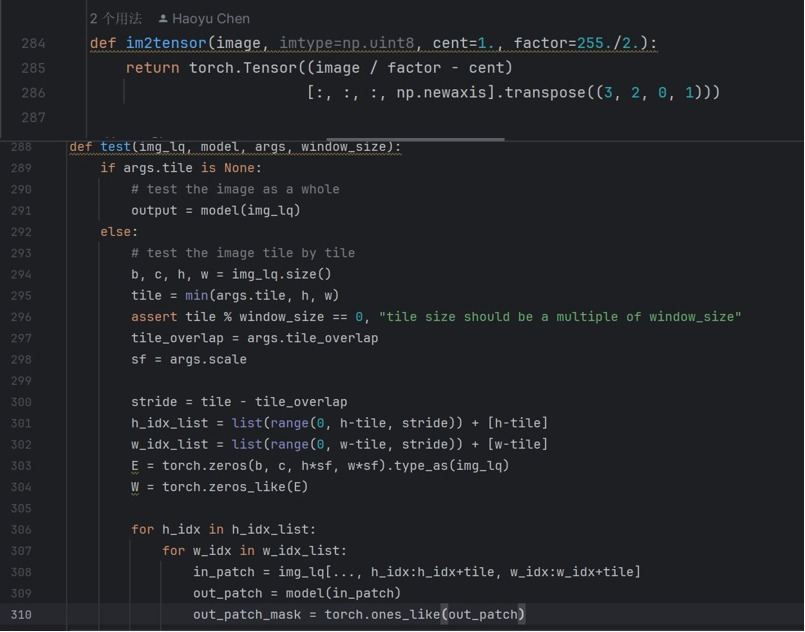 2 个用法 Haoyu Chen
284 def im2tensor(image, imtype=np.uint8, cent=1., factor=255./2.):
285 return torch.Tensor((image / factor - cent)
286 [:, :, :, np.newaxis].transpose((3, 2, 0, 1)))
287
288 def test(img_lq, model, args, window_size):
289 if args.tile is None:
290 # test the image as a whole
291 output = model(img_lq)
292 else:
293 # test the image tile by tile
294 b, c, h, w = img_lq.size()
295 tile = min(args.tile, h, w)
296 assert tile % window_size == 0, "tile size should be a multiple of window_size"
297 tile_overlap = args.tile_overlap
298 sf = args.scale
299
300 stride = tile - tile_overlap
301 h_idx_list = list(range(0, h-tile, stride)) + [h-tile]
302 w_idx_list = list(range(0, w-tile, stride)) + [w-tile]
303 E = torch.zeros(b, c, h*sf, w*sf).type_as(img_lq)
304 W = torch.zeros_like(E)
305
306 for h_idx in h_idx_list:
307 for w_idx in w_idx_list:
308 in_patch = img_lq[..., h_idx:h_idx+tile, w_idx:w_idx+tile]
309 out_patch = model(in_patch)
310 out_patch_mask = torch.ones_like(out_patch)